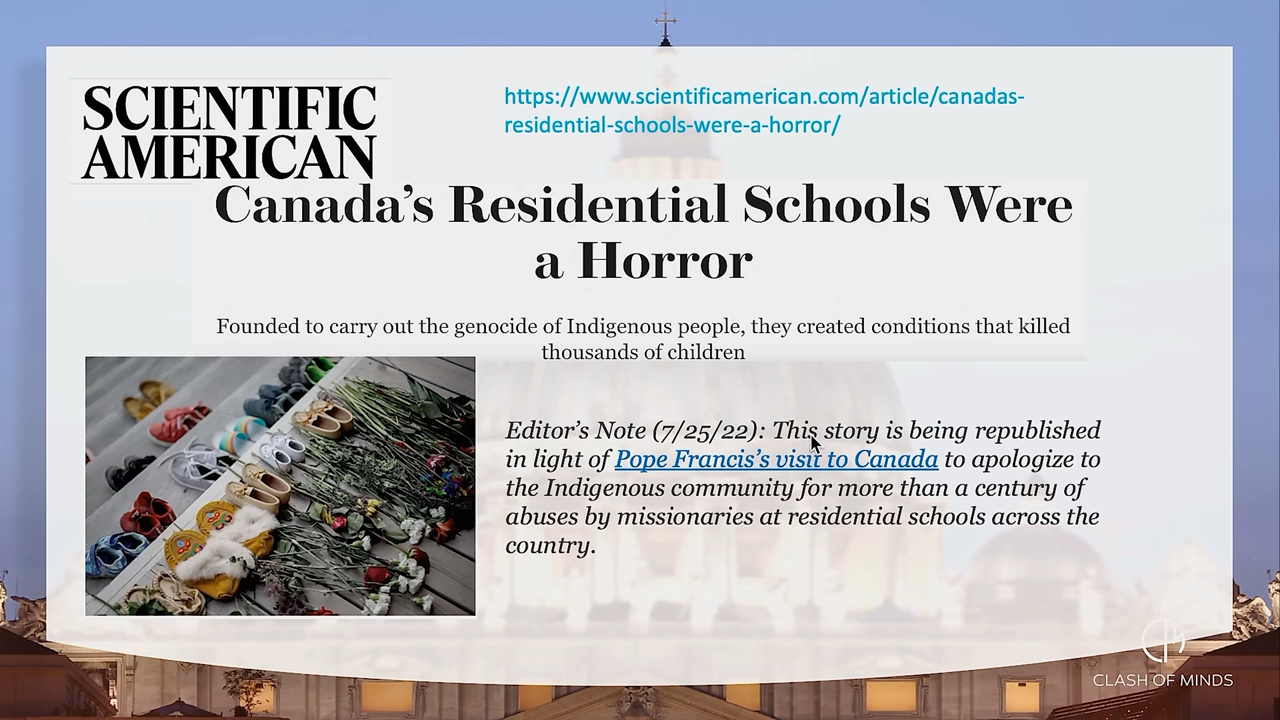 SCIENTIFIC
AMERICAN
https://www.scientificamerican.com/article/canadas-
residential-schools-were-a-horror/
Canada’s Residential Schools Were
a Horror
Founded to carry out the genocide of Indigenous people, they created conditions that killed
thousands of children
Editor’s Note (7/25/22): This story is being republished
in light of Pope Francis’s visit to Canada to apologize to
the Indigenous community for more than a century of
abuses by missionaries at residential schools across the
country.
CLASH OF MINDS